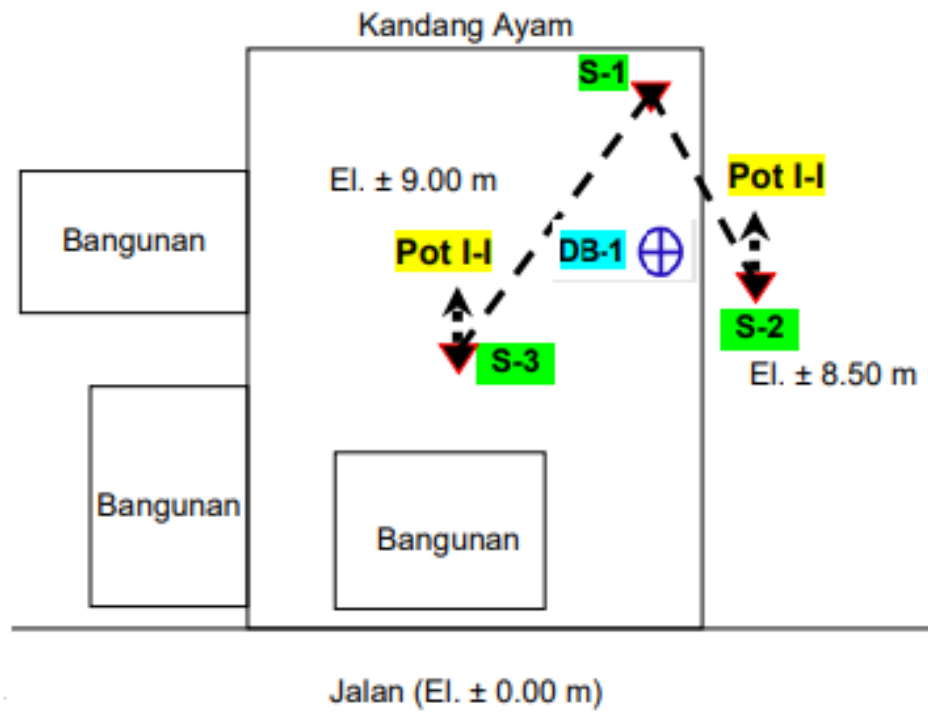 Kandang Ayam
S-1
El. ± 9.00 m
Pot I-I
Bangunan
Pot I-I
DB-1
S-2
S-3
El. ± 8.50 m
Bangunan
Bangunan
Jalan (El. ± 0.00 m)